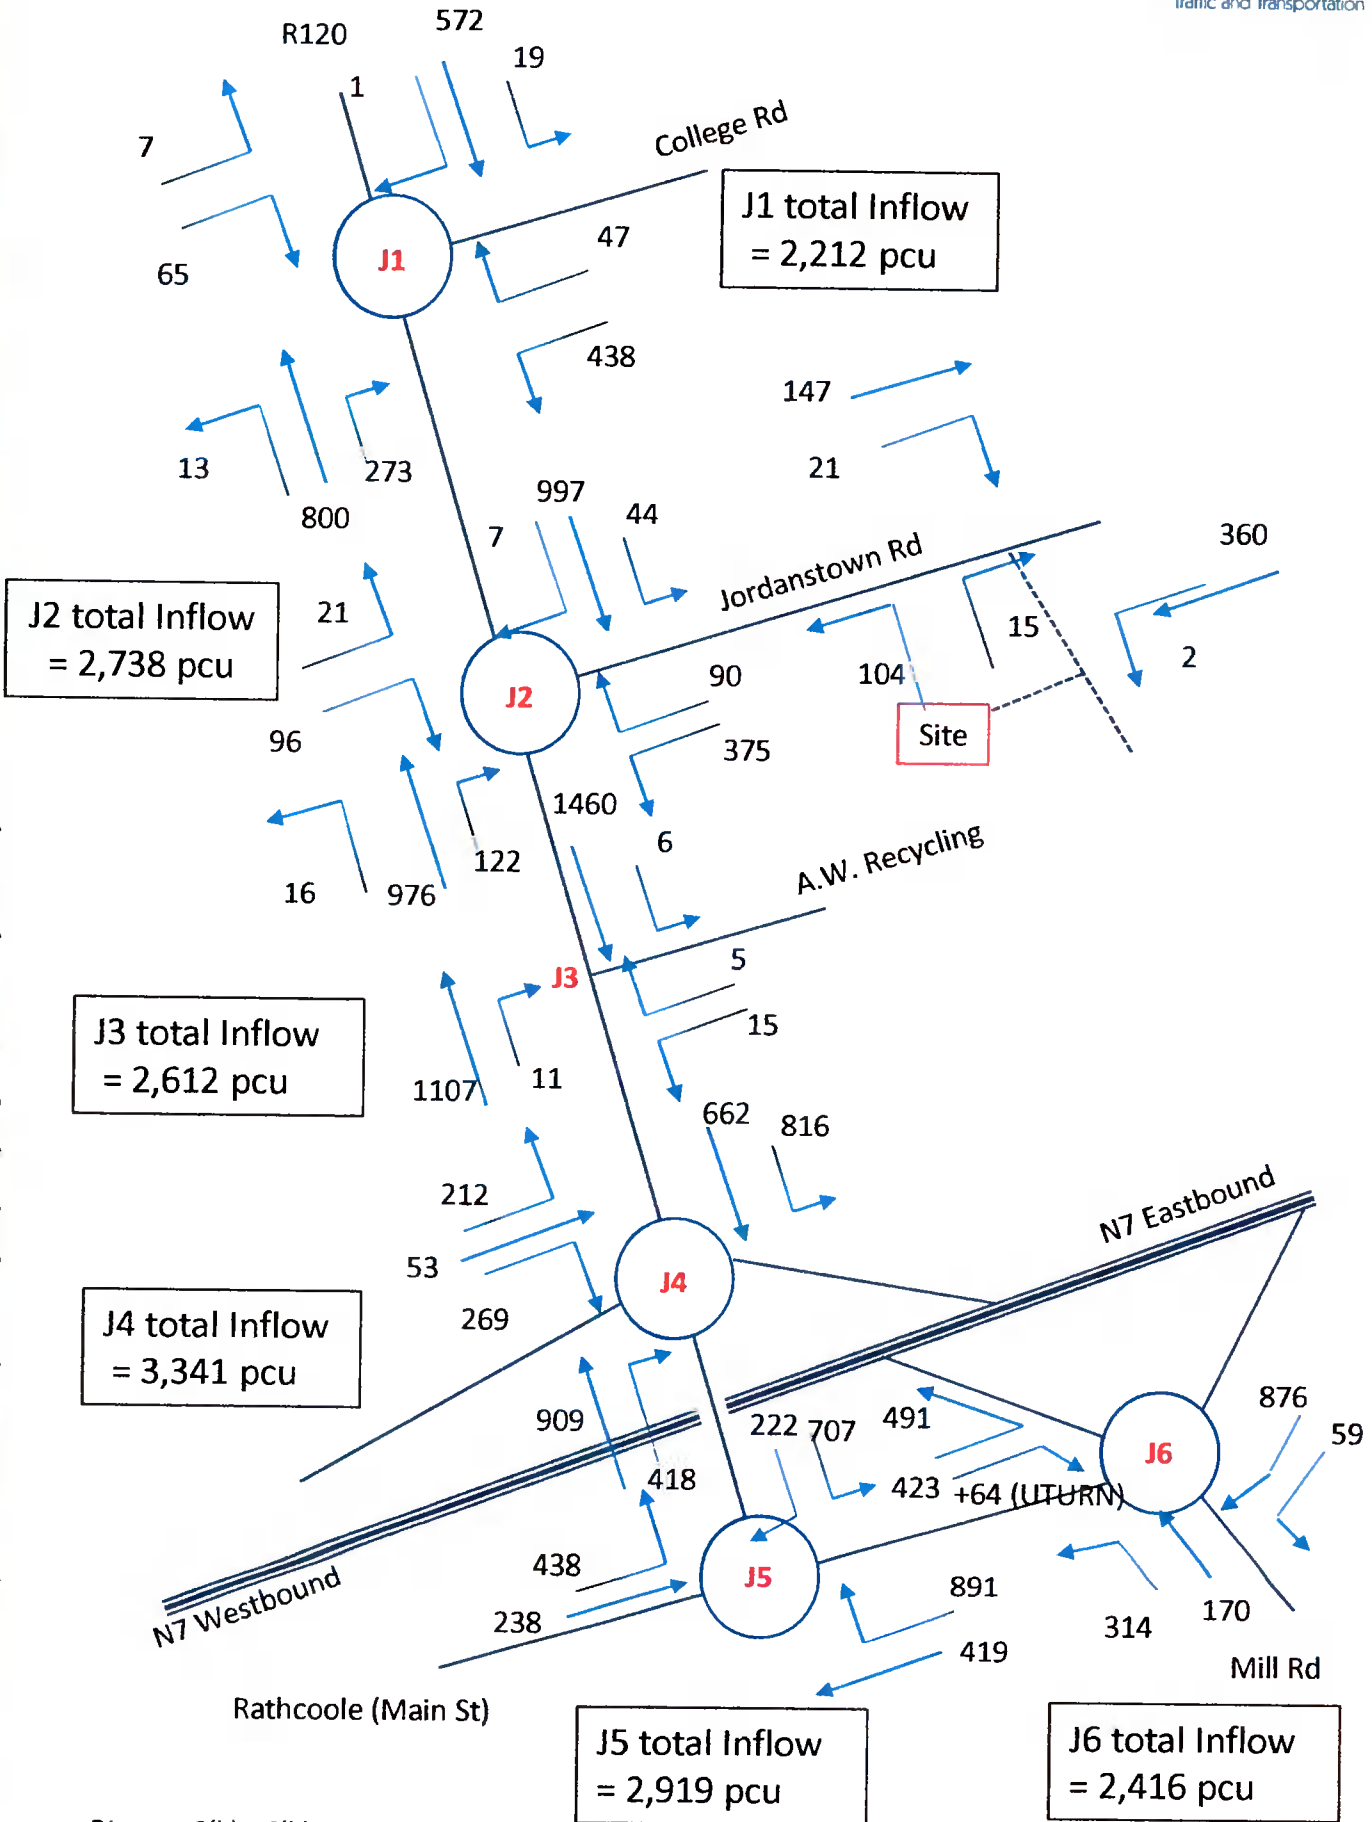 Traffic and Transportation
572
R120
19
1
College Rd
7
J1 total Inflow
= 2,212 pcu
47
J1
65
438
147
21
13
273
800
997
44
7
360
Jordanstown Rd
J2 total Inflow
= 2,738 pcu
21
15
2
90
104
J2
Site
96
375
1460
6
122
A.W. Recycling
16
976
5
J3
J3 total Inflow
= 2,612 pcu
15
1107
11
662
816
212
N7 Eastbound
53
J4
269
J4 total Inflow
= 3,341 pcu
909
222
707
491
876
59
J6
418
423
+64 (UTURN)
438
J5
N7 Westbound
891
238
314
170
419
Mill Rd
Rathcoole (Main St)
J5 total Inflow
= 2,919 pcu
J6 total Inflow
= 2,416 pcu